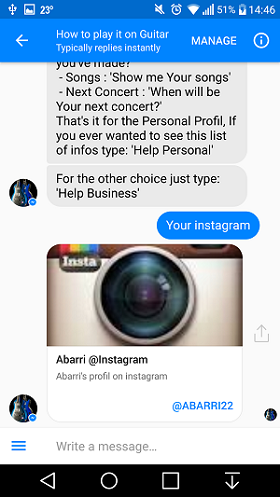 23° 51% 14:46
How to play it on Guitar
Typically replies instantly
MANAGE
you've made?
- Songs : 'Show me Your songs'
- Next Concert : 'When will be
Your next concert?'
That's it for the Personal Profil, If
you ever wanted to see this list
of infos type: 'Help Personal'
For the other choice just type:
'Help Business'
Your instagram
Insta
Abarri @Instagram
Abarri's profil on instagram
@ABARRI22
Write a message...